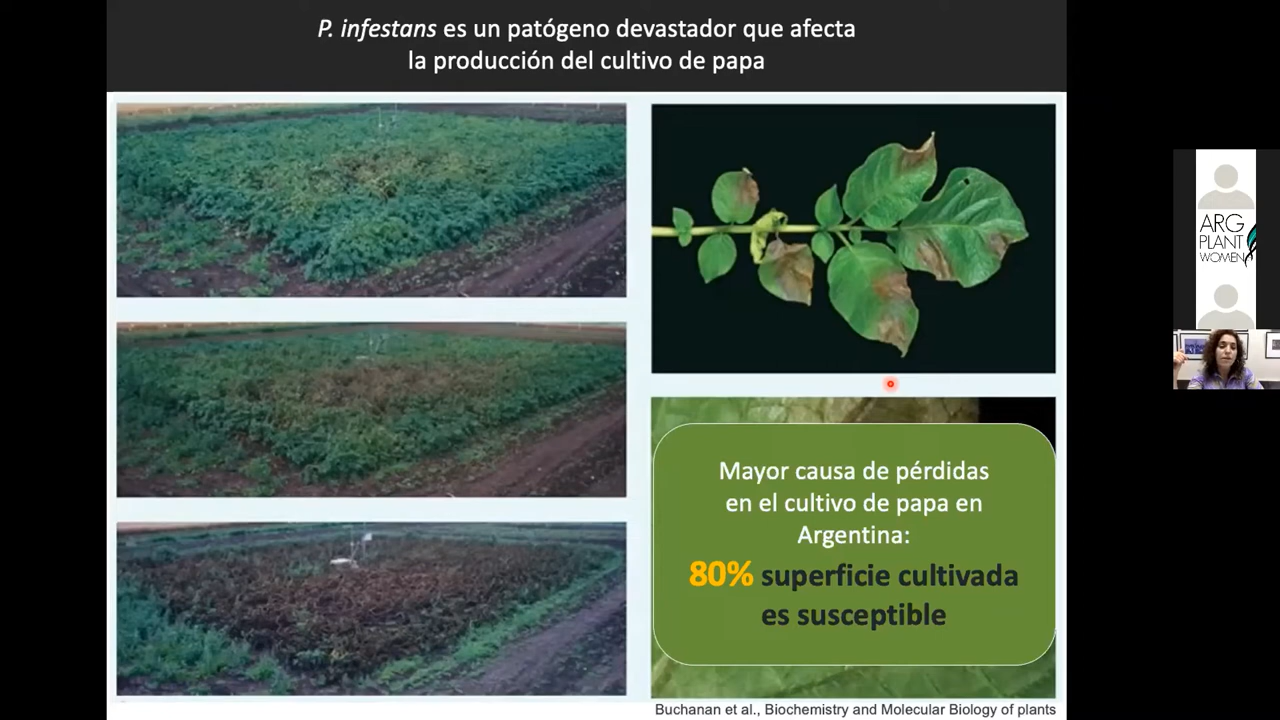 P. infestans es un patógeno devastador que afecta
la producción del cultivo de papa
Mayor causa de pérdidas
en el cultivo de papa en
Argentina:
80% superficie cultivada
es susceptible
Buchanan et al., Biochemistry and Molecular Biology of plants
ARG
PLANT
WOMEN